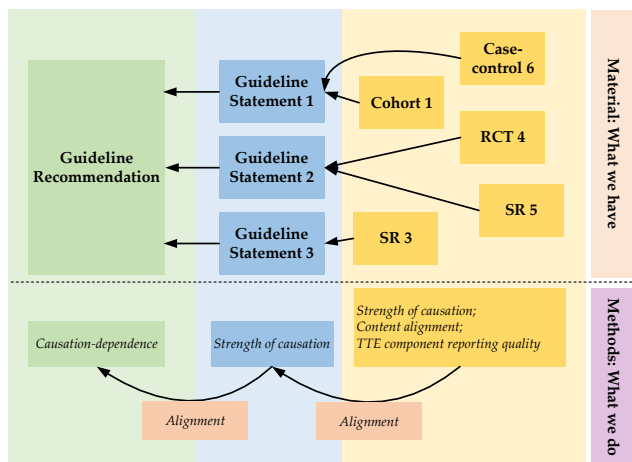 Case-
control 6
Guideline
Statement 1
Cohort 1
Guideline
Recommendation
Guideline
Statement 2
RCT 4
SR 5
Guideline
Statement 3
SR 3
Material: What we
have
Causation-dependence
Strength of causation
Strength of causation;
Content alignment;
TTE component reporting quality
Alignment
Alignment
Methods: What
we do